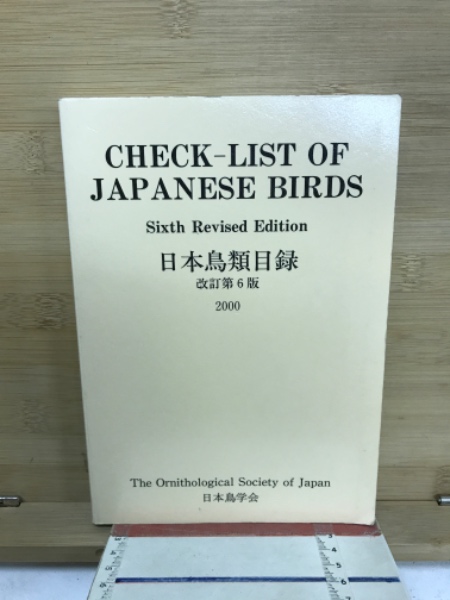 CHECK-LIST OF
JAPANESE BIRDS
Sixth Revised Edition
日本鳥類目録
改訂第6版
2000
The Ornithological Society of Japan
日本鳥学会